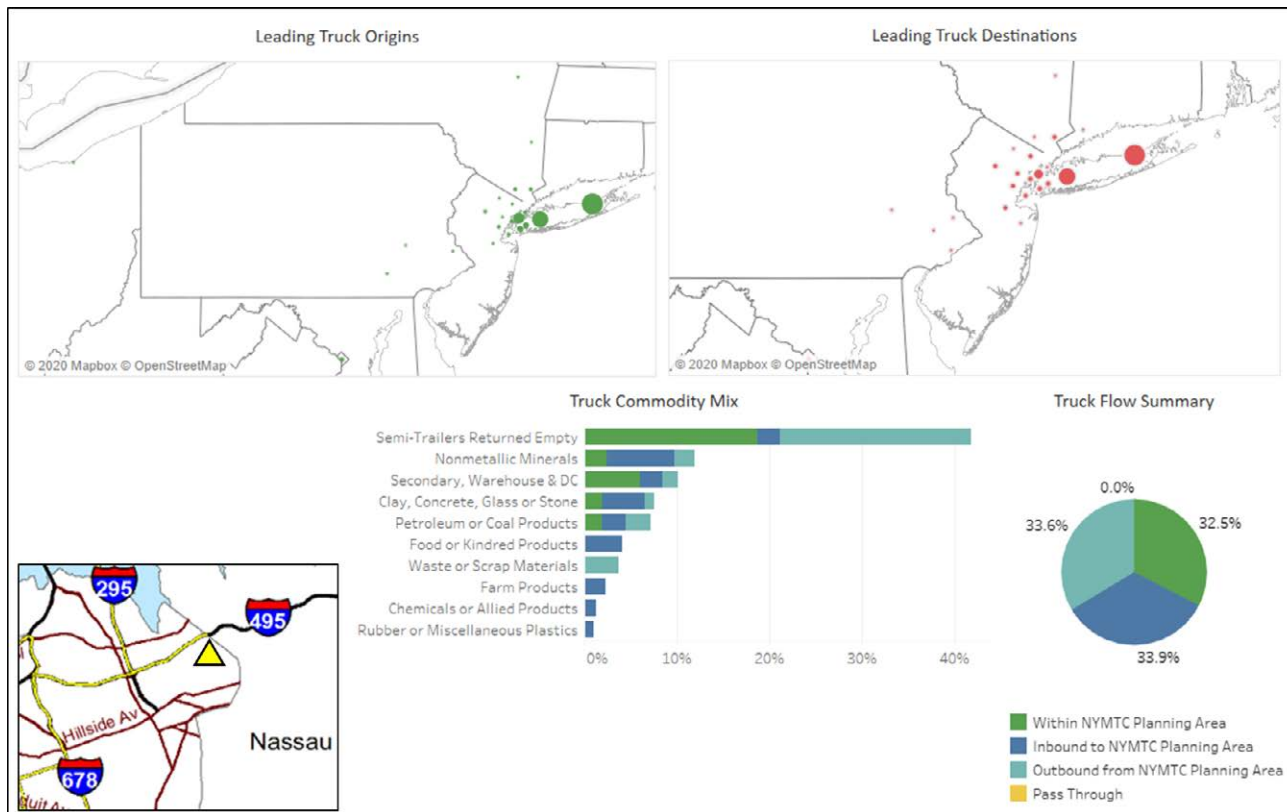 Leading Truck Origins
Leading Truck Destinations
© 2020 Mapbox © OpenStreetMap
© 2020 Mapbox © OpenStreetMap
Truck Commodity Mix
Semi-Trailers Returned Empty
Nonmetallic Minerals
Secondary, Warehouse & DC
Clay, Concrete, Glass or Stone
Petroleum or Coal Products
Food or Kindred Products
Waste or Scrap Materials
Farm Products
Chemicals or Allied Products
Rubber or Miscellaneous Plastics
0% 10% 20% 30% 40%
Truck Flow Summary
0.0%
33.6%
32.5%
33.9%
Within NYMTC Planning Area
Inbound to NYMTC Planning Area
Outbound from NYMTC Planning Area
Pass Through
295
495
Hillside Av
Nassau
678